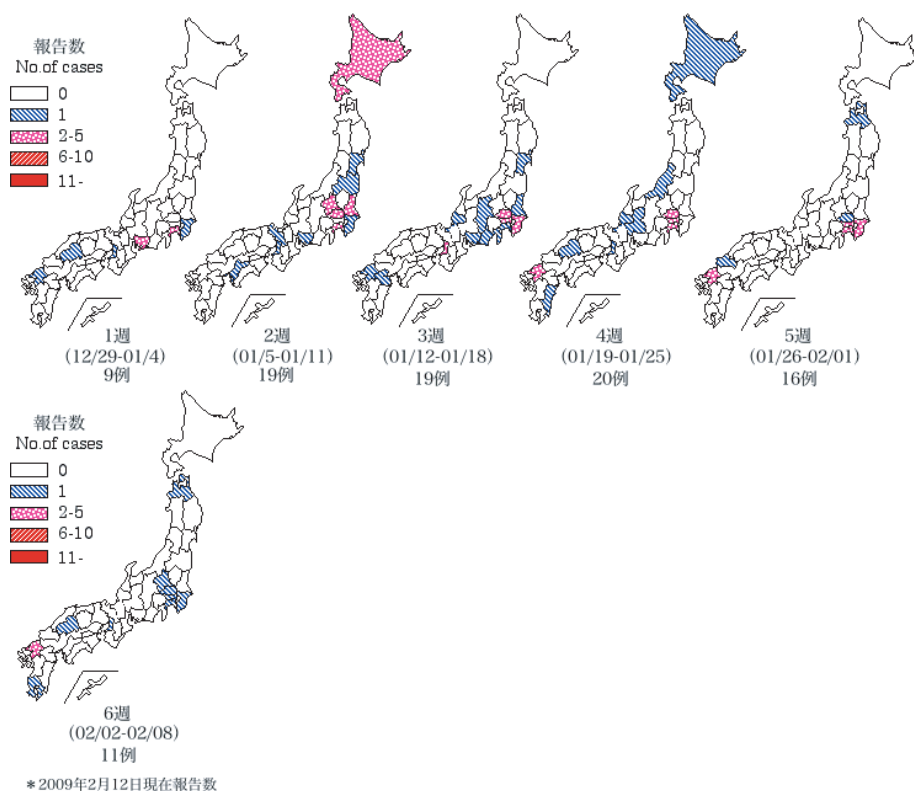 報告数
No.of cases
0
1
2-5
6-10
11-
1週
(12/29-01/4)
9例
2週
(01/5-01/11)
19例
3週
(01/12-01/18)
19例
4週
(01/19-01/25)
20例
5週
(01/26-02/01)
16例
報告数
No.of cases
0
1
2-5
6-10
11-
6週
(02/02-02/08)
11例
*2009年2月12日現在報告数